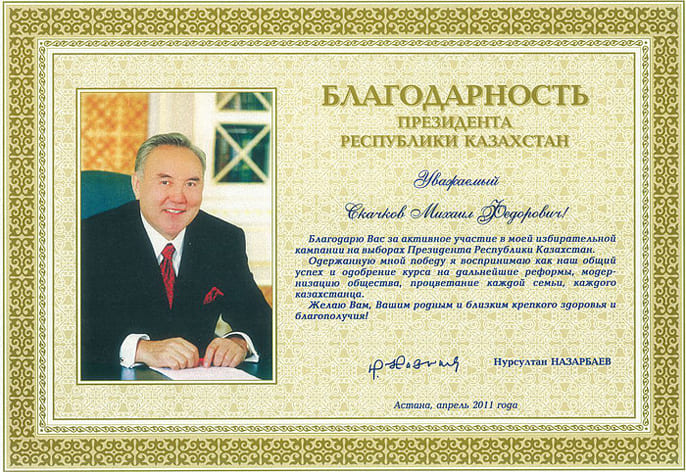 БЛАГОДАРНОСТЬ
ПРЕЗИДЕНТА
РЕСПУБЛИКИ КАЗАХСТАН
Уважаемый
Скачков Михаил Федорович!
Благодарю Вас за активное участие в моей избирательной
кампании на выборах Президента Республики Казахстан.
Одержанную мной победу я воспринимаю как наш общий
успех и одобрение курса на дальнейшие реформы, модер-
низацию общества, процветание каждой семьи, каждого
казахстанца.
Желаю Вам, Вашим родным и близким крепкого здоровья и
благополучия!
Нурсултан НАЗАРБАЕВ
Астана, апрель 2011 года